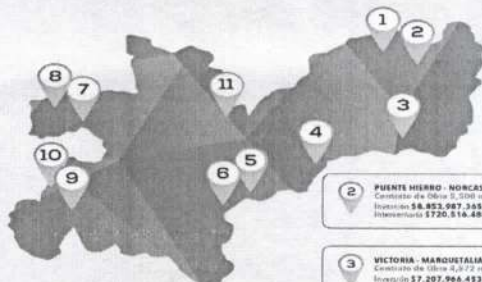 1
2
8
7
11
3
4
10
9
6
5
2
PUENTE HIERRO - NORCAS
Contrato de Obra 5,500
Inversión $8.853.987.365
Interventoría $720.516.48
3
VICTORIA - MARQUETALIA
Contrato de Obra 4,672
Inversión $7.207.966.453